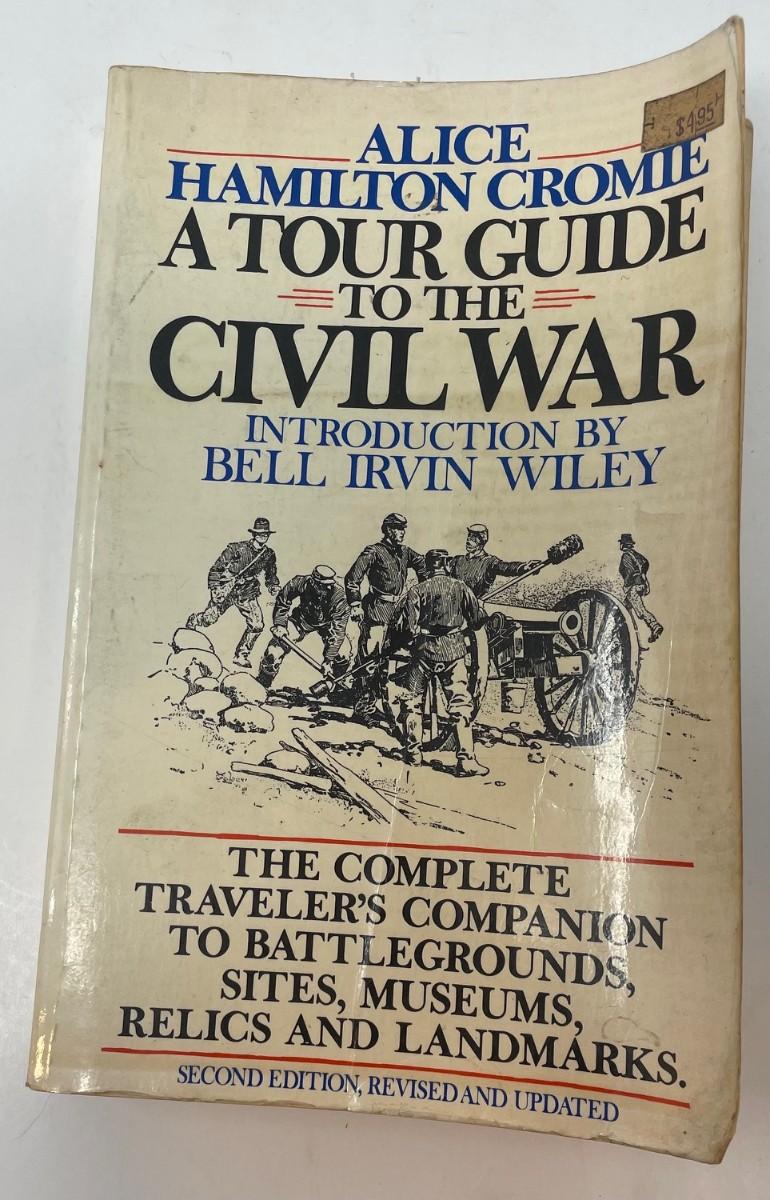 $4.95
ALICE
HAMILTON CROMIE
A TOUR GUIDE
TO THE
CIVIL WAR
INTRODUCTION BY
BELL IRVIN WILEY
THE COMPLETE
TRAVELER'S COMPANION
TO BATTLEGROUNDS,
SITES, MUSEUMS,
RELICS AND LANDMARKS.
SECOND EDITION, REVISED AND UPDATED